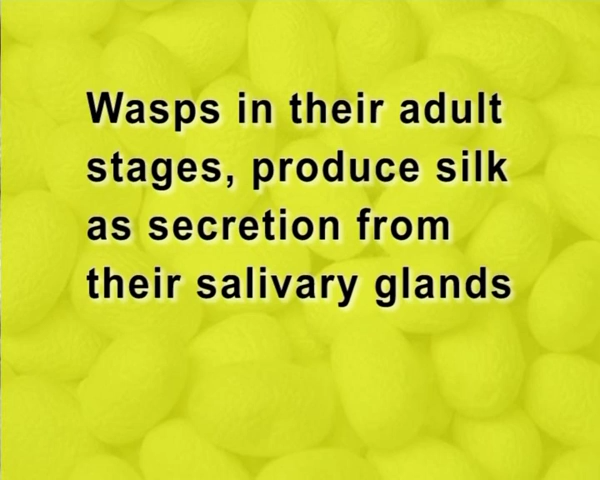 Wasps in their adult
stages, produce silk
as secretion from
their salivary glands